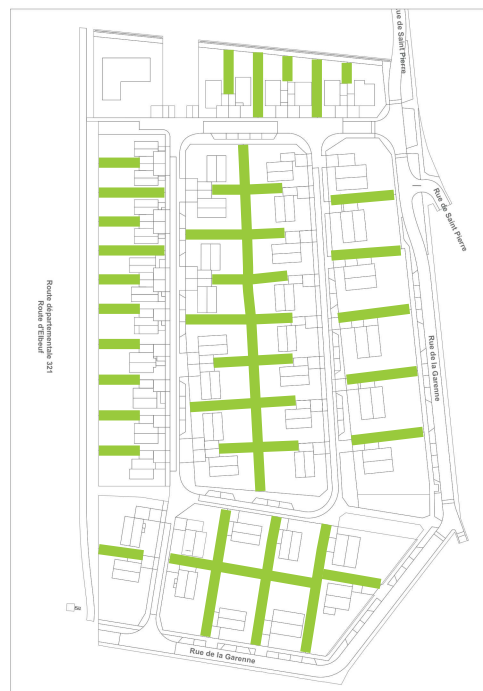 rue de Saint Pierre
Rue de Saint Pierre
Route départementale 321
Route d'Elbeuf
Rue de la Garenne
Rue de la Garenne